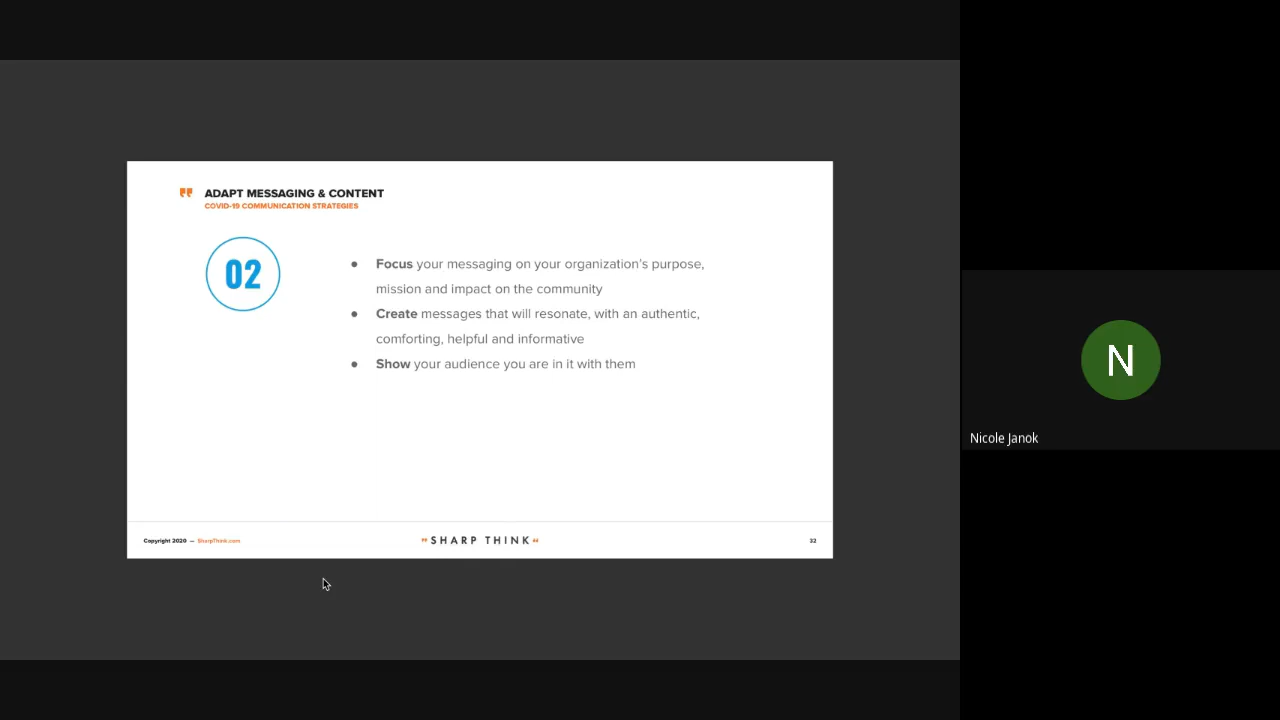 ADAPT MESSAGING & CONTENT
COVID-19 COMMUNICATION STRATEGIES
02
● Focus your messaging on your organization's purpose,
mission and impact on the community
● Create messages that will resonate, with an authentic,
comforting, helpful and informative
● Show your audience you are in it with them
Copyright 2020 — SharpThink.com
SHARP THINK
32
N
Nicole Janok